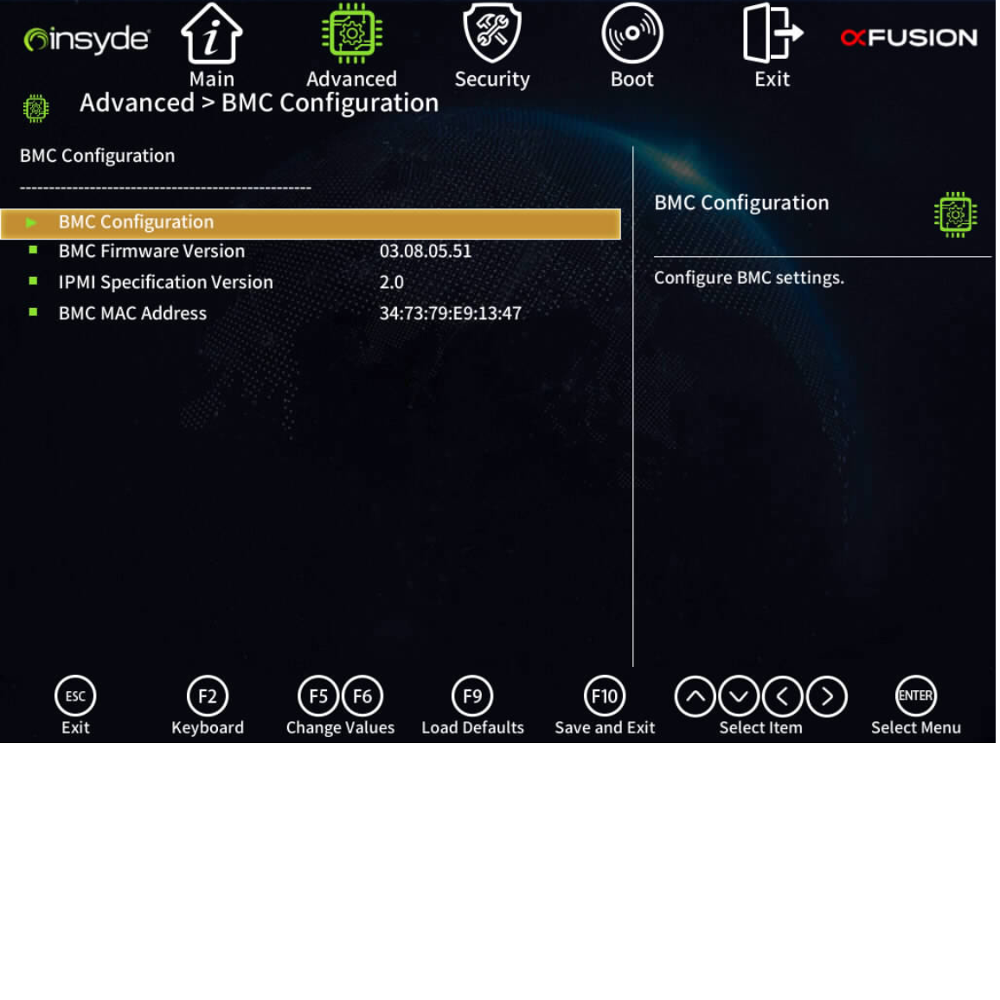 insyde
Main
Advanced
Security
Boot
Exit
XFUSION
Advanced > BMC Configuration
BMC Configuration
--------------------------------------------------
BMC Configuration
BMC Firmware Version 03.08.05.51
IPMI Specification Version 2.0
BMC MAC Address 34:73:79:E9:13:47
BMC Configuration
Configure BMC settings.
ESC
Exit
F2
Keyboard
F5 F6
Change Values
F9
Load Defaults
F10
Save and Exit
Select Item
ENTER
Select Menu